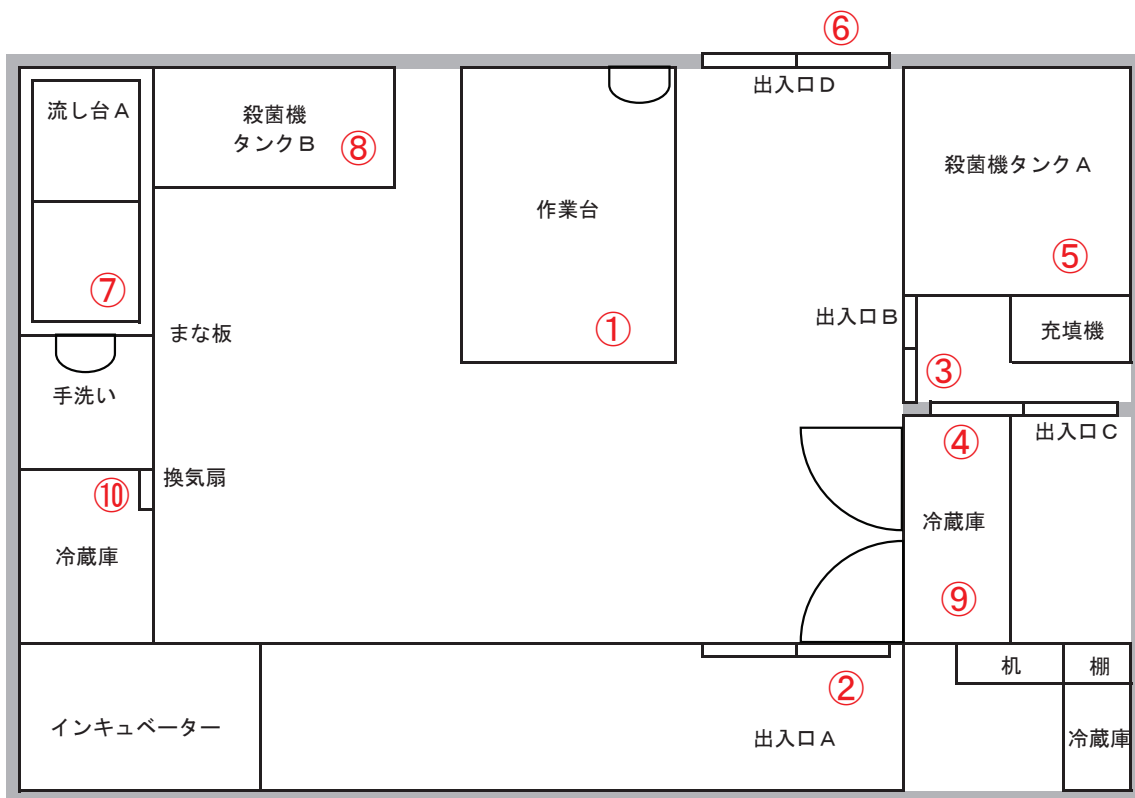 ⑥
出入口D
流し台A
殺菌機
タンクB
⑧
殺菌機タンクA
作業台
⑤
⑦
出入口B
充填機
まな板
①
③
手洗い
出入口C
④
換気扇
⑩
冷蔵庫
冷蔵庫
⑨
机
棚
②
インキュベーター
出入口A
冷蔵庫